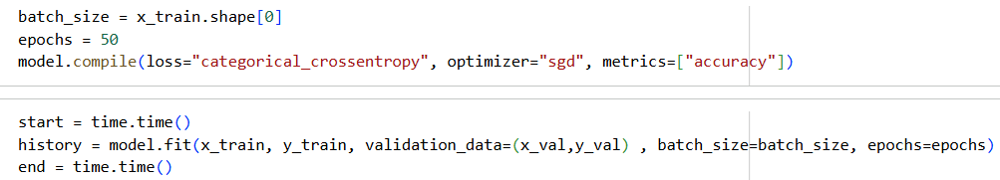 batch_size = x_train.shape[0]
epochs = 50
model.compile(loss="categorical_crossentropy", optimizer="sgd", metrics=["accuracy"])
start = time.time()
history = model.fit(x_train, y_train, validation_data=(x_val,y_val) , batch_size=batch_size, epochs=epochs)
end = time.time()